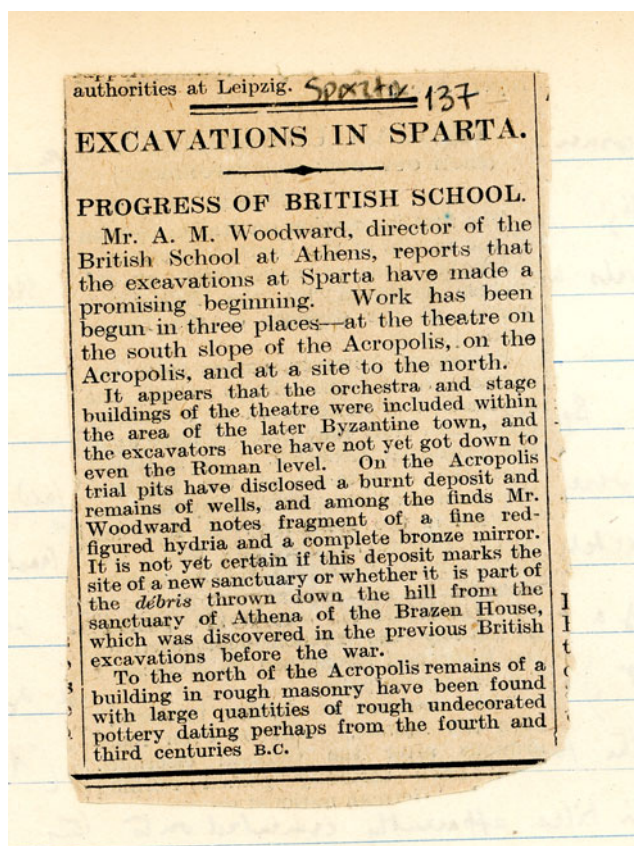 authorities at Leipzig.
Sparta 137
EXCAVATIONS IN SPARTA.
PROGRESS OF BRITISH SCHOOL.
Mr. A. M. Woodward, director of the
British School at Athens, reports that
the excavations at Sparta have made a
promising beginning. Work has been
begun in three places—at the theatre on
the south slope of the Acropolis, on the
Acropolis, and at a site to the north.
It appears that the orchestra and stage
buildings of the theatre were included within
the area of the later Byzantine town, and
the excavators here have not yet got down to
even the Roman level. On the Acropolis
trial pits have disclosed a burnt deposit and
remains of wells, and among the finds Mr.
Woodward notes fragment of a fine red-
figured hydria and a complete bronze mirror.
It is not yet certain if this deposit marks the
site of a new sanctuary or whether it is part of
the débris thrown down the hill from the
sanctuary of Athena of the Brazen House,
which was discovered in the previous British
excavations before the war.
To the north of the Acropolis remains of a
building in rough masonry have been found
with large quantities of rough undecorated
pottery dating perhaps from the fourth and
third centuries B.C.